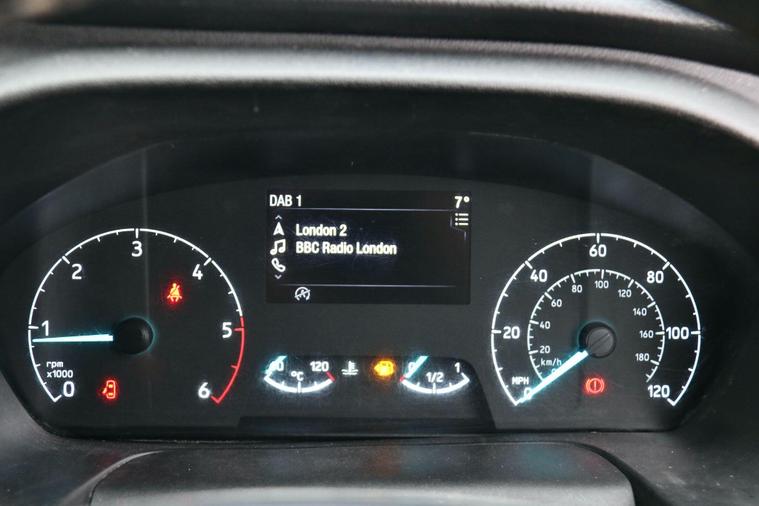 DAB 1 7°
London 2
BBC Radio London
0 1 2 3 4 5 6
rpm
x1000
120
°C
0 1/2 1
0 20 40 60 80 100 120
MPH
20 40 60 80 100 120 140 160 180
km/h